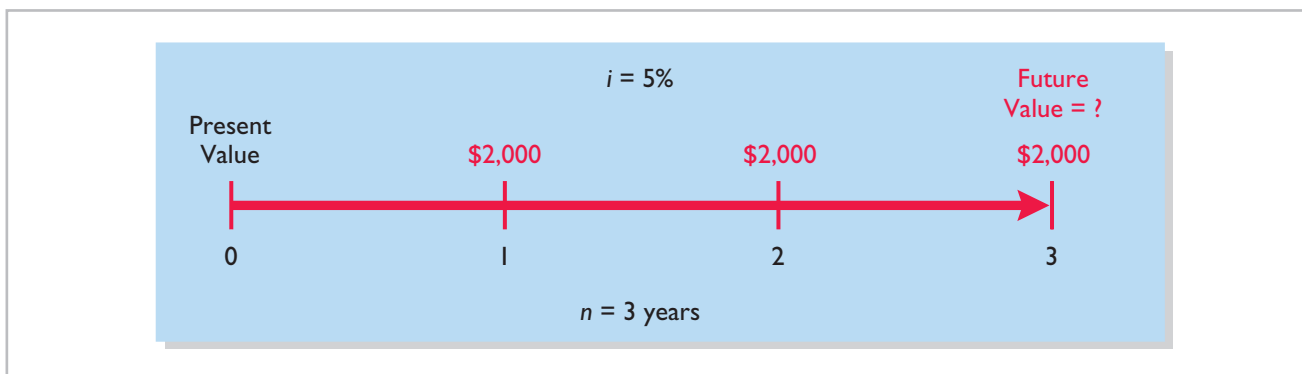 i = 5%
Future
Value = ?
Present
Value
$2,000
$2,000
$2,000
0
1
2
3
n = 3 years